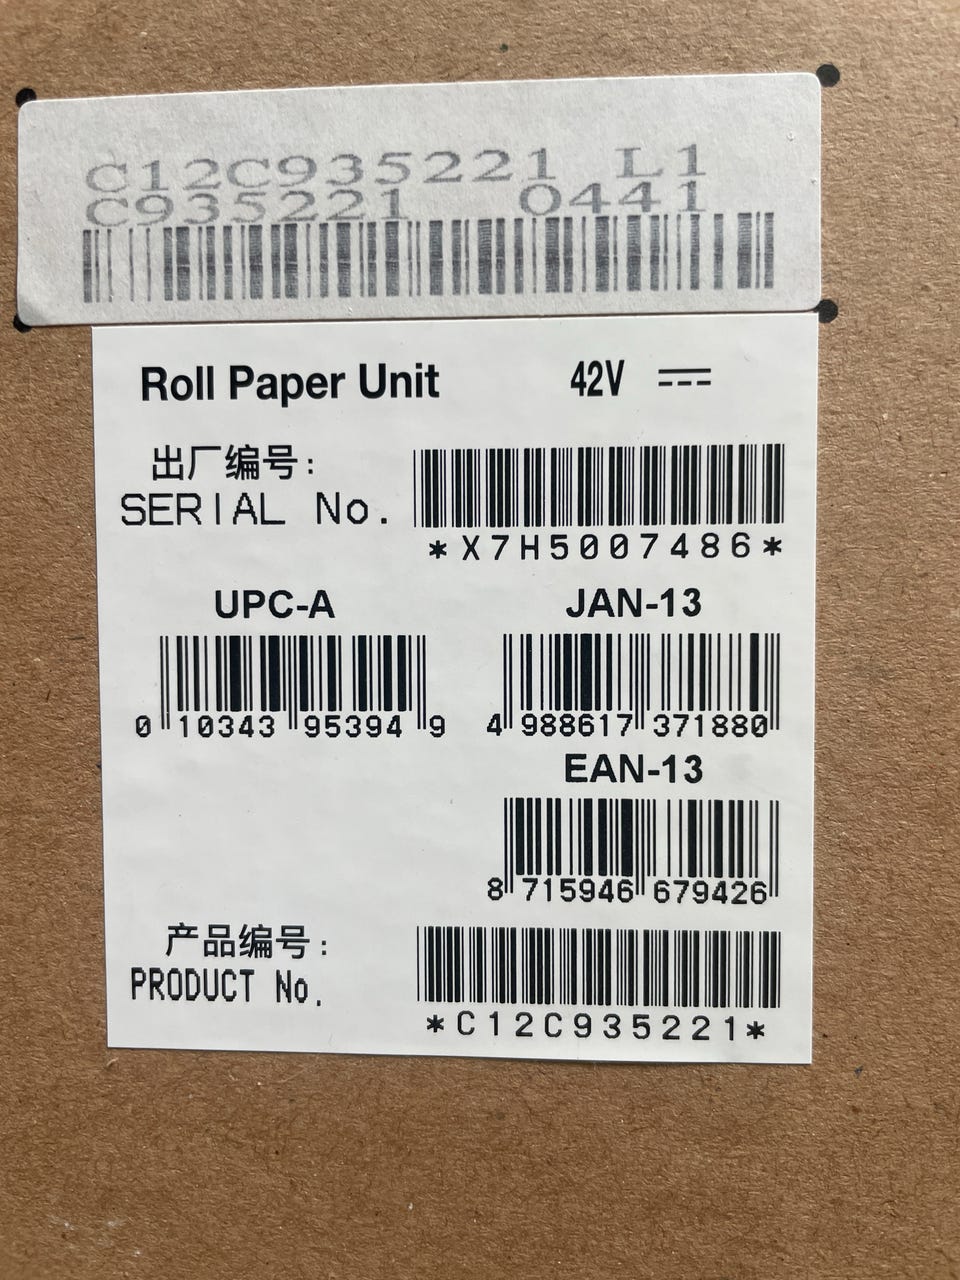 C12C935221 L1
C935221 0441
Roll Paper Unit 42V
出厂编号:
SERIAL No.
*X7H5007486*
UPC-A JAN-13
0 10343 95394 9 4 988617 371880
EAN-13
8 715946 679426
产品编号:
PRODUCT No.
*C12C935221*